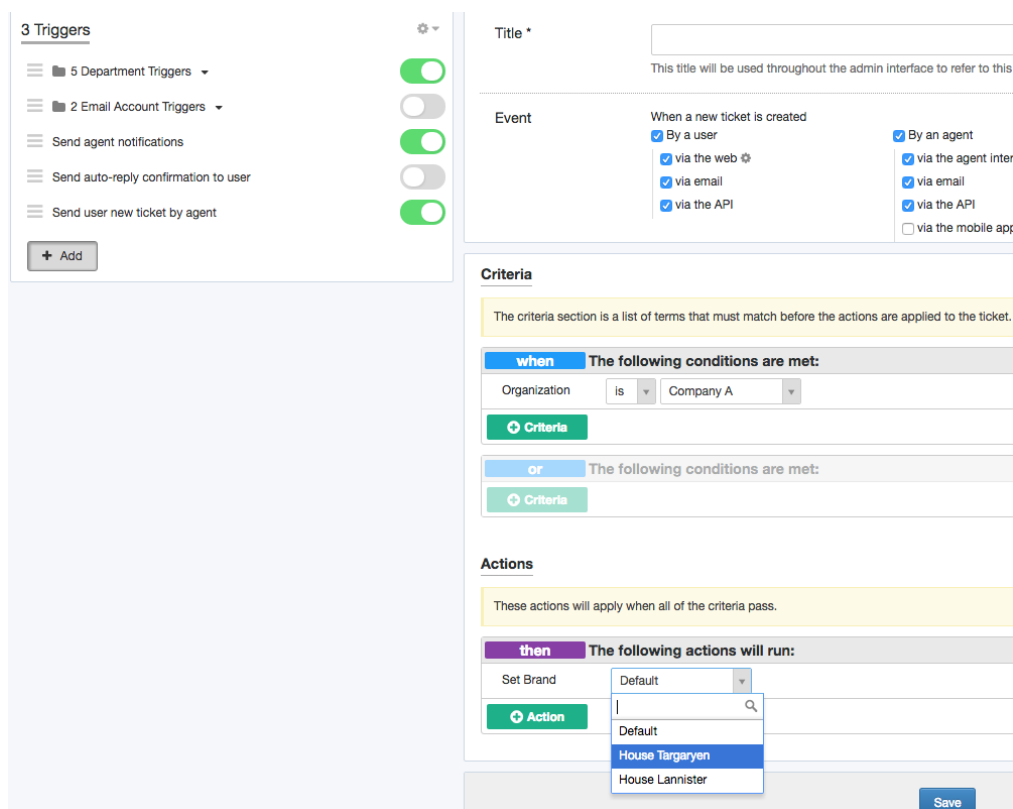 3 Triggers
5 Department Triggers
2 Email Account Triggers
Send agent notifications
Send auto-reply confirmation to user
Send user new ticket by agent
+ Add
Title *
This title will be used throughout the admin interface to refer to this
Event
When a new ticket is created
By a user
via the web
via email
via the API
By an agent
via the agent inter
via email
via the API
via the mobile app
Criteria
The criteria section is a list of terms that must match before the actions are applied to the ticket.
when The following conditions are met:
Organization is Company A
Criteria
or The following conditions are met:
Criteria
Actions
These actions will apply when all of the criteria pass.
then The following actions will run:
Set Brand Default
Action
Default
House Targaryen
House Lannister
Save